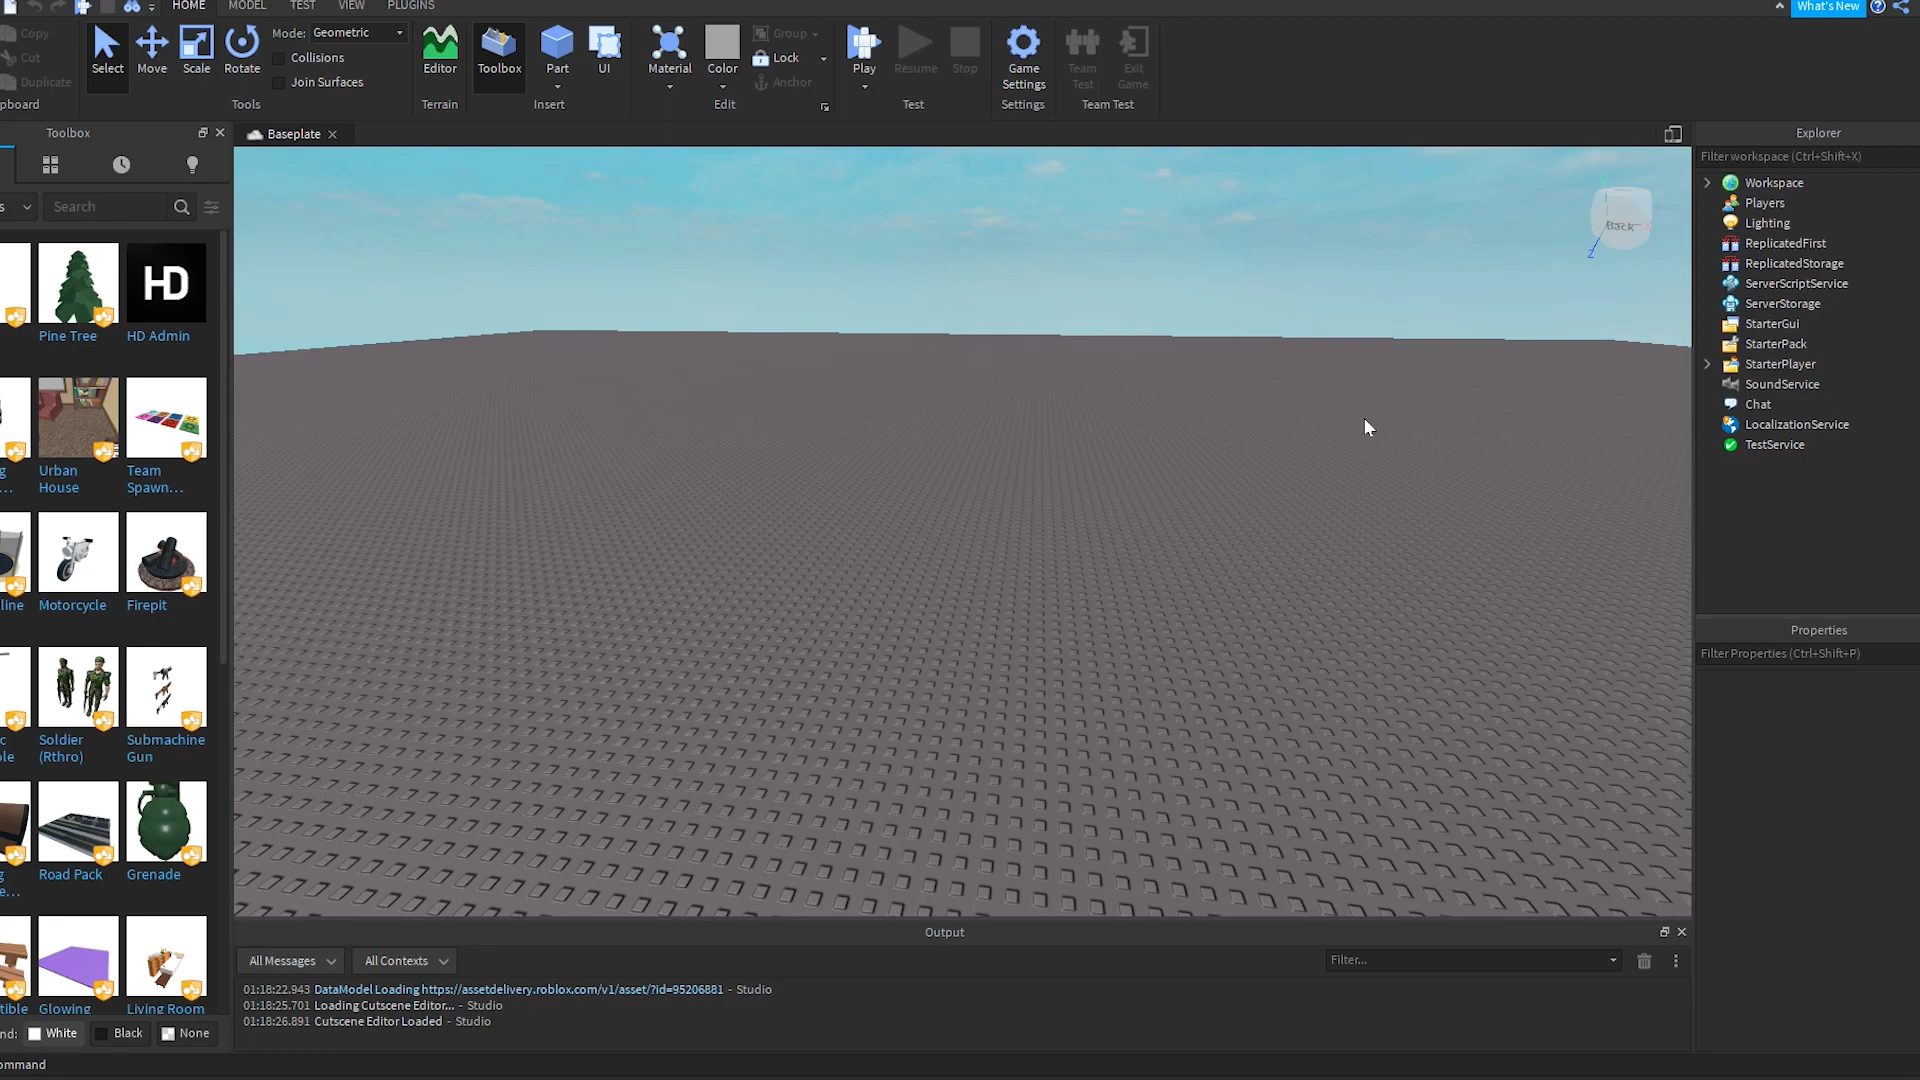 HOME MODEL TEST VIEW PLUGINS What's New
Copy
Cut
Duplicate
Select Move Scale Rotate
Mode: Geometric
Collisions
Join Surfaces
Editor Toolbox Part UI Material Color
Group
Lock
Anchor
Play Resume Stop Game Settings Team Test Exit Game
pboard Tools Terrain Insert Edit Test Settings Team Test
Toolbox
s Search
Pine Tree
HD Admin
HD
Urban House
Team Spawn...
g
...
line
Motorcycle
Firepit
c
ole
Soldier (Rthro)
Submachine Gun
g
e...
Road Pack
Grenade
tible
Glowing
Living Room
nd: White Black None
ommand
Baseplate
Back
Z
Output
All Messages All Contexts Filter...
01:18:22.943 DataModel Loading https://assetdelivery.roblox.com/v1/asset/?id=95206881 - Studio
01:18:25.701 Loading Cutscene Editor... - Studio
01:18:26.891 Cutscene Editor Loaded - Studio
Explorer
Filter workspace (Ctrl+Shift+X)
Workspace
Players
Lighting
ReplicatedFirst
ReplicatedStorage
ServerScriptService
ServerStorage
StarterGui
StarterPack
StarterPlayer
SoundService
Chat
LocalizationService
TestService
Properties
Filter Properties (Ctrl+Shift+P)